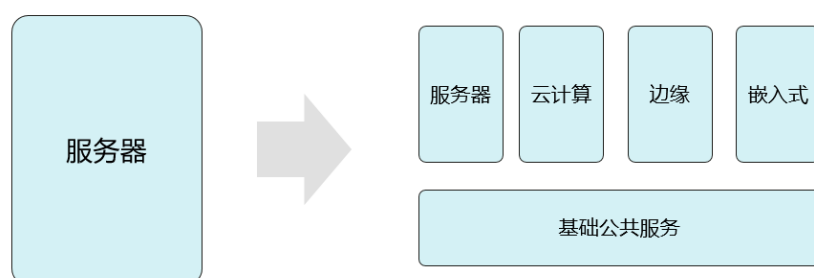 服务器
服务器
云计算
边缘
嵌入式
基础公共服务